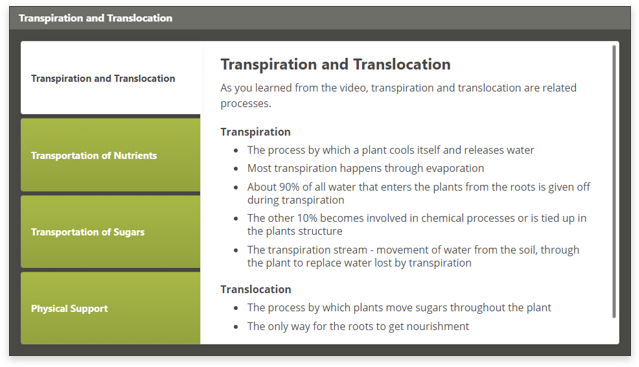 Transpiration and Translocation
Transpiration and Translocation
Transportation of Nutrients
Transportation of Sugars
Physical Support
Transpiration and Translocation
As you learned from the video, transpiration and translocation are related
processes.
Transpiration
• The process by which a plant cools itself and releases water
• Most transpiration happens through evaporation
• About 90% of all water that enters the plants from the roots is given off
during transpiration
• The other 10% becomes involved in chemical processes or is tied up in
the plants structure
• The transpiration stream - movement of water from the soil, through
the plant to replace water lost by transpiration
Translocation
• The process by which plants move sugars throughout the plant
• The only way for the roots to get nourishment